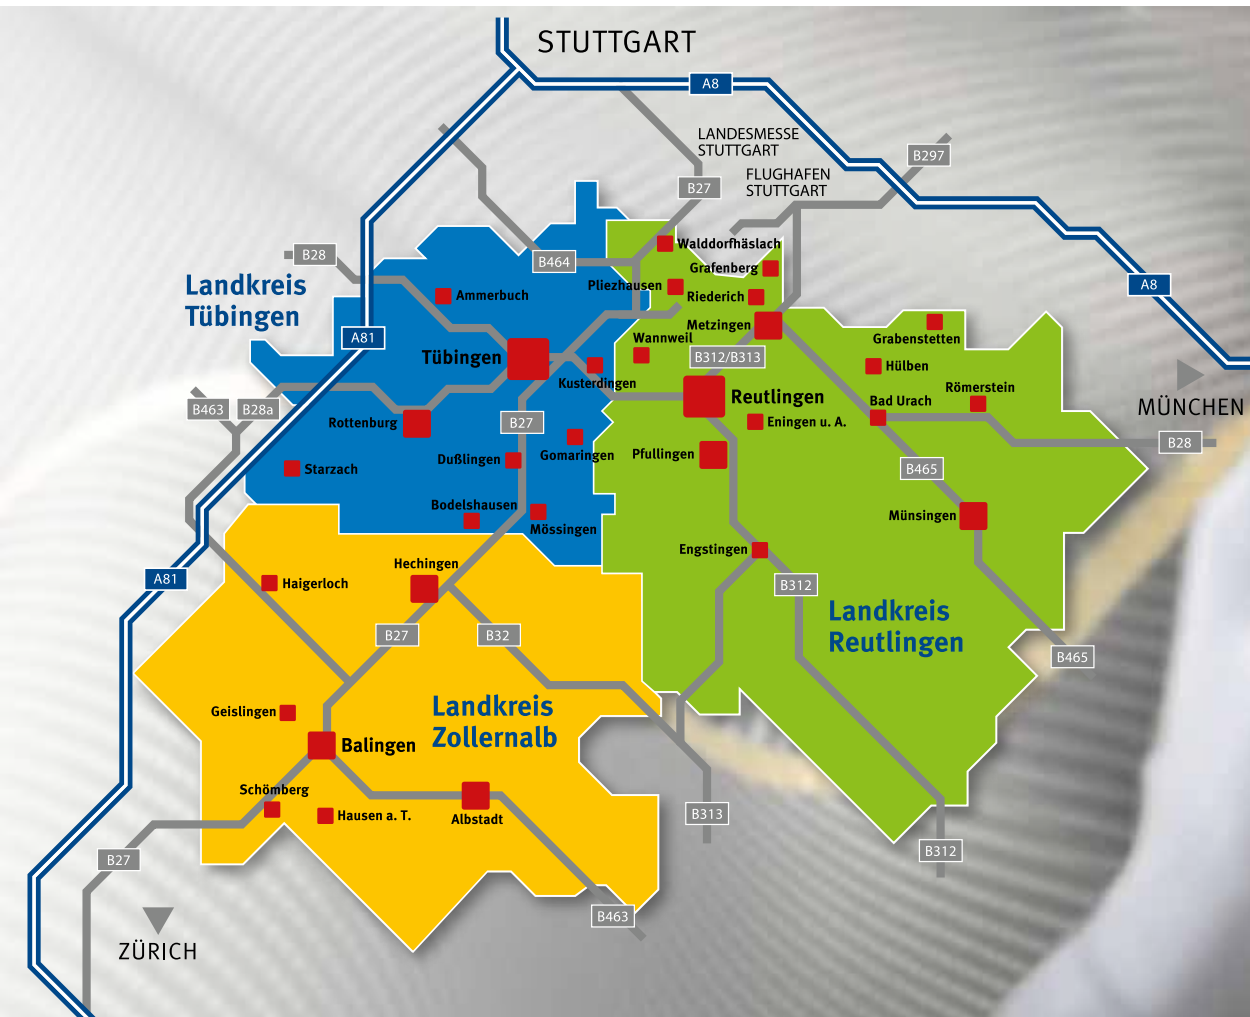 STUTTGART
A8
LANDESMESSE
STUTTGART
B297
FLUGHAFEN
STUTTGART
B27
Walddorfhäslach
B28
B464
Grafenberg
Landkreis
Tübingen
Pliezhausen
Riederich
A8
Ammerbuch
Metzingen
Grabenstetten
A81
Wannweil
Tübingen
B312/B313
Hülben
Kusterdingen
Römerstein
MÜNCHEN
Reutlingen
Bad Urach
B463
B28a
Rottenburg
B27
Eningen u. A.
B28
Gomaringen
Pfullingen
Dußlingen
Starzach
B465
Bodelshausen
Mössingen
Münsingen
Engstingen
Hechingen
A81
Haigerloch
B312
Landkreis
Reutlingen
B27
B32
B465
Geislingen
Landkreis
Zollernalb
Balingen
Schömberg
Hausen a. T.
Albstadt
B313
B27
B312
B463
ZÜRICH